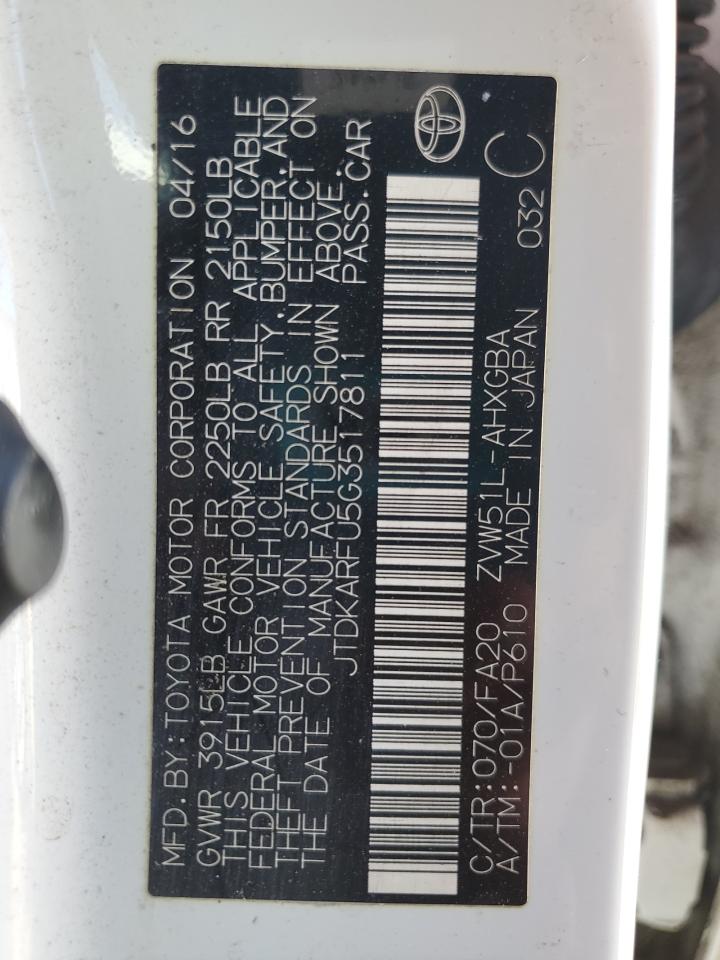 MFD.BY:TOYOTA MOTOR CORPORATION 04/16
GVWR 3915LB GAWR FR 2250LB RR 2150LB
THIS VEHICLE CONFORMS TO ALL APPLICABLE
FEDERAL MOTOR VEHICLE SAFETY,BUMPER,AND
THEFT PREVENTION STANDARDS IN EFFECT ON
THE DATE OF MANUFACTURE SHOWN ABOVE.
JTDKARFU5G3517811 PASS.CAR
C/TR:070/FA20 ZVW51L-AHXGBA 032 C
A/TM:-01A/P610 MADE IN JAPAN